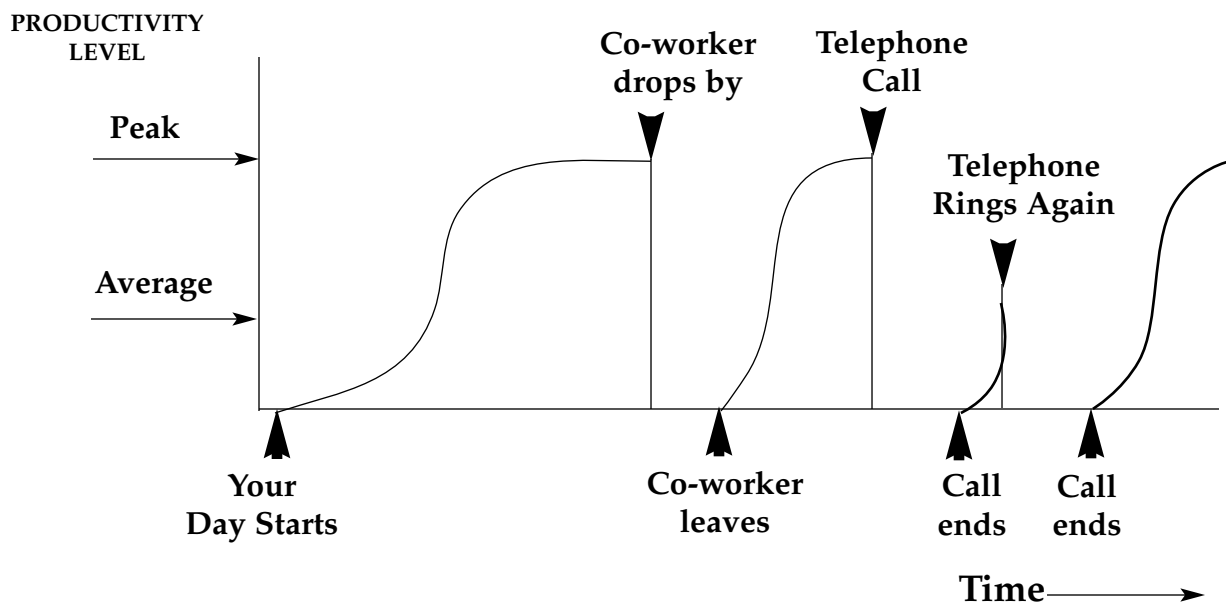 PRODUCTIVITY
LEVEL
Co-worker
drops by
Telephone
Call
Peak
Telephone
Rings Again
Average
Your
Day Starts
Co-worker
leaves
Call
ends
Call
ends
Time